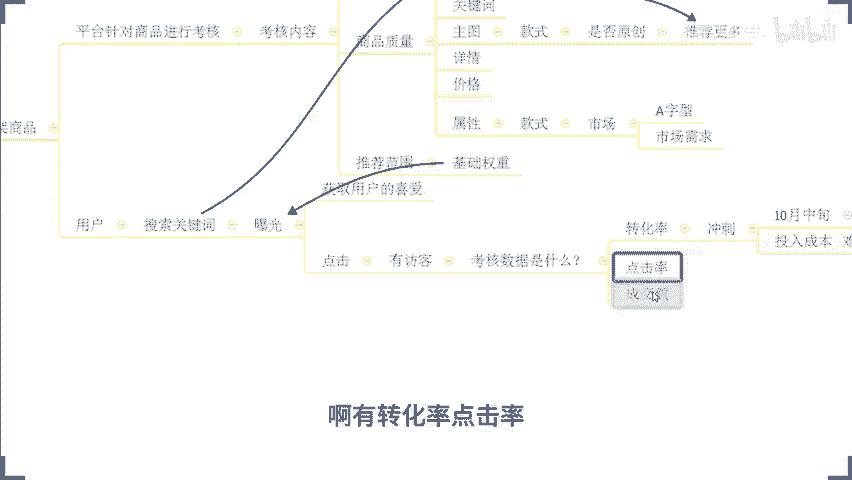 关键词
平台针对商品进行考核 考核内容 商品质量 主图 款式 是否原创 推荐更多
bilibili
详情
价格
架商品
属性 款式 市场 A字型
市场需求
推荐范围 基础权重
获取用户的喜爱
用户 搜索关键词 曝光
点击 有访客 考核数据是什么?
转化率 冲刺 10月中旬
投入成本 难
点击率
啊有转化率点击率